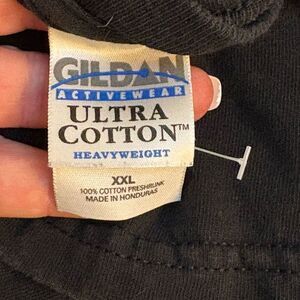 GILDAN
ACTIVEWEAR
ULTRA
COTTON™
HEAVYWEIGHT
XXL
100% COTTON PRESHRUNK
MADE IN HONDURAS